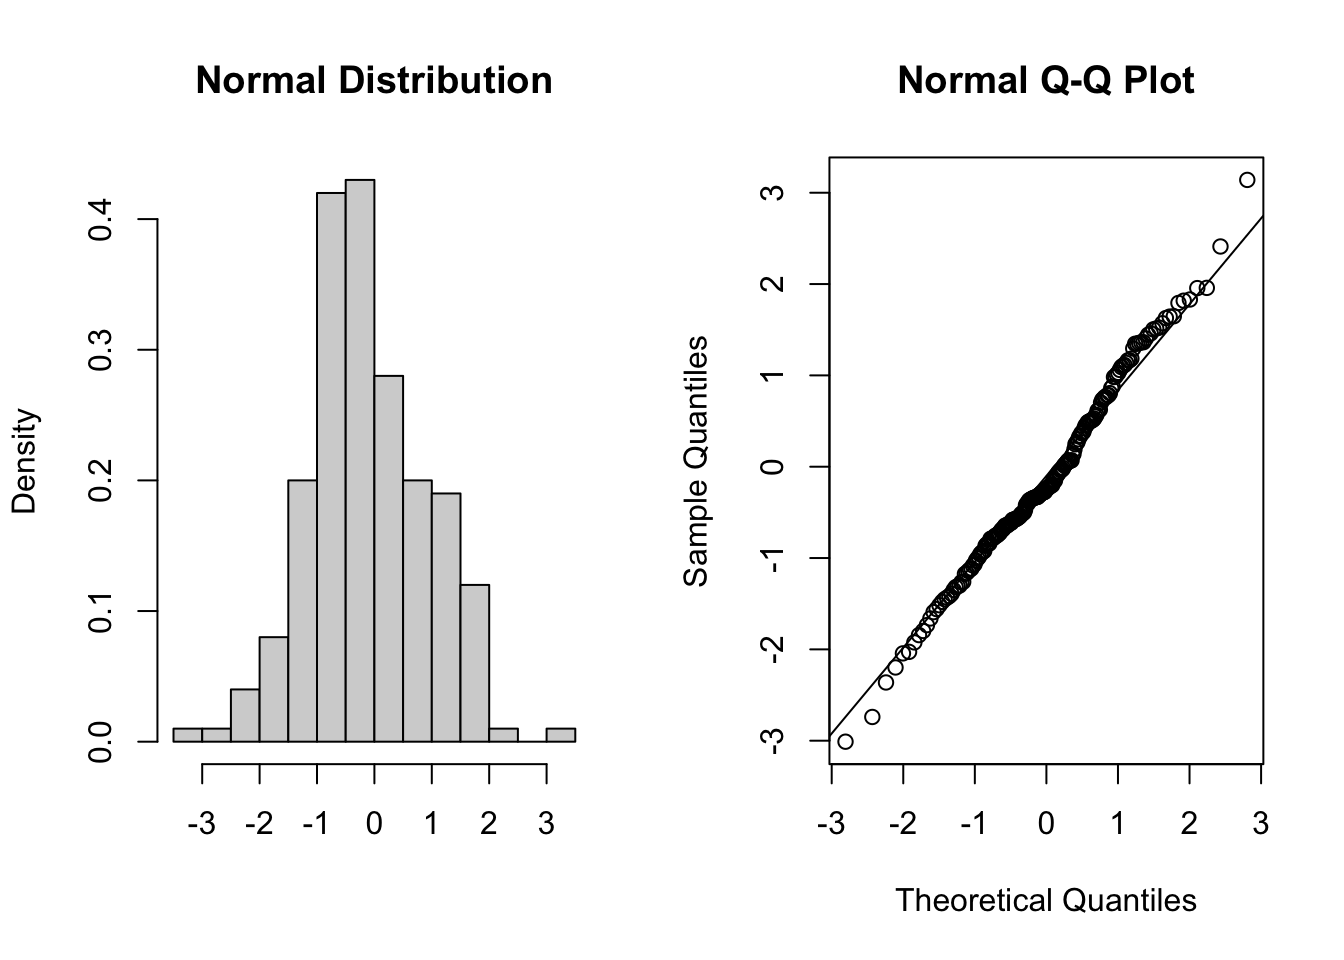 Normal Distribution
Density
0.0
0.1
0.2
0.3
0.4
-3 -2 -1 0 1 2 3
Normal Q-Q Plot
Sample Quantiles
-3
-2
-1
0
1
2
3
-3 -2 -1 0 1 2 3
Theoretical Quantiles